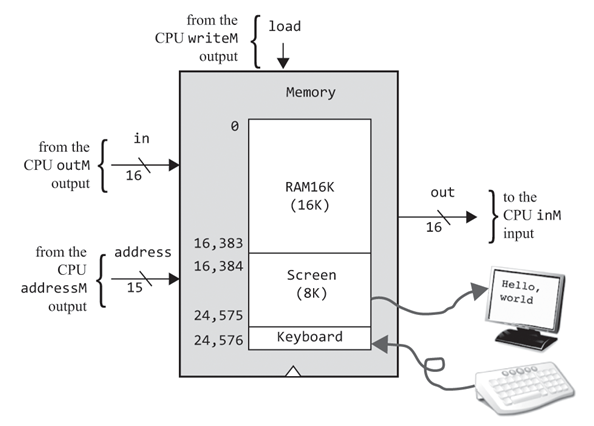 from the
CPU writeM
output
load
Memory
0
in
from the
CPU outM
output
16
RAM16K
(16K)
out
16
to the
CPU inM
input
16,383
from the
CPU
addressM
output
address
15
16,384
Screen
(8K)
Hello,
world
24,575
24,576
Keyboard